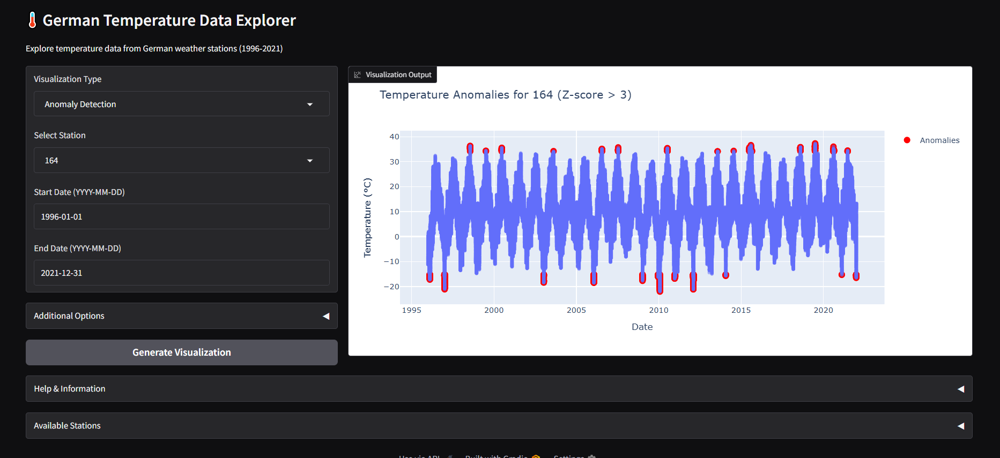 German Temperature Data Explorer
Explore temperature data from German weather stations (1996-2021)
Visualization Type
Anomaly Detection
Select Station
164
Start Date (YYYY-MM-DD)
1996-01-01
End Date (YYYY-MM-DD)
2021-12-31
Additional Options
Generate Visualization
Visualization Output
Temperature Anomalies for 164 (Z-score > 3)
Anomalies
40
30
20
10
0
−10
−20
Temperature (°C)
1995
2000
2005
2010
2015
2020
Date
Help & Information
Available Stations
Use via API
Built with Gradio
Settings